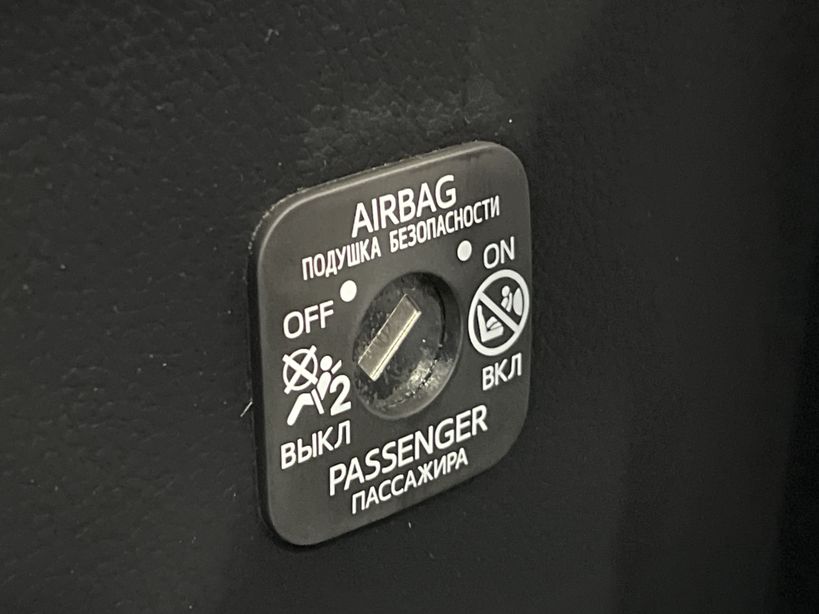 AIRBAG
ПОДУШКА БЕЗОПАСНОСТИ
OFF
ON
2
ВЫКЛ
ВКЛ
PASSENGER
ПАССАЖИРА